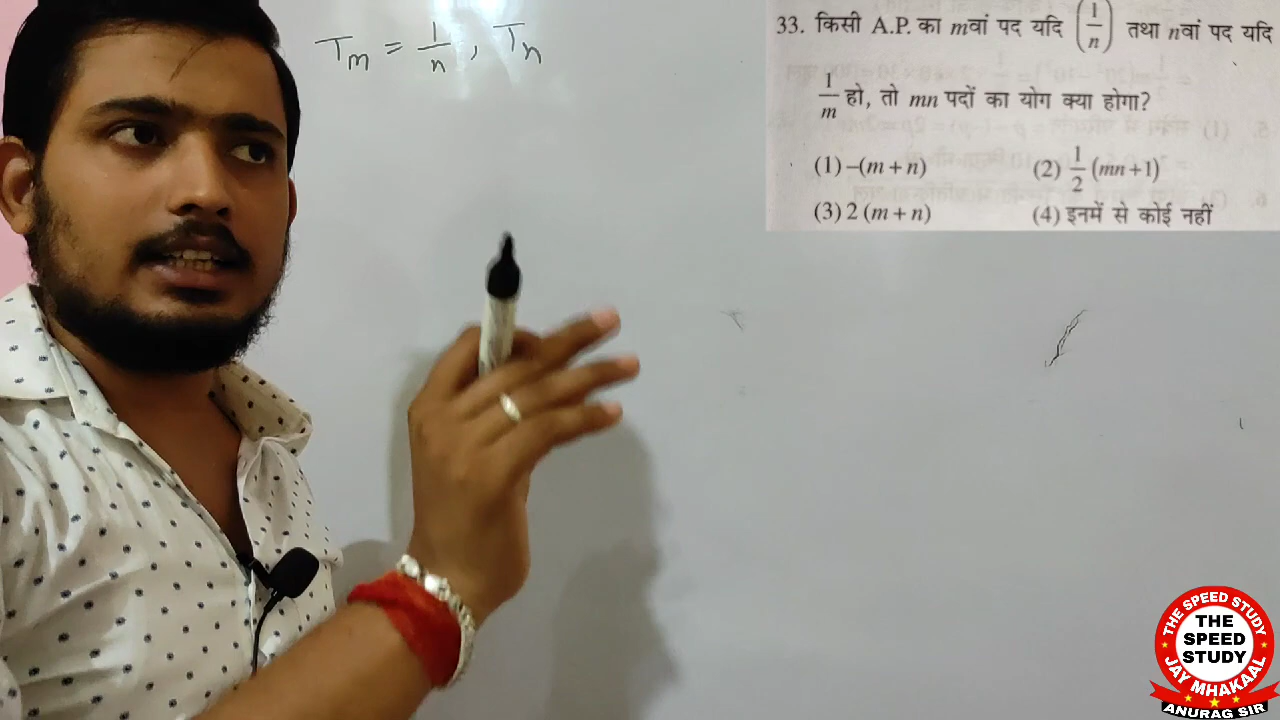 Tₘ = 1/n , Tₙ
33. किसी A.P. का mवां पद यदि (1/n) तथा nवां पद यदि
1/m हो, तो mn पदों का योग क्या होगा?
(1) –(m + n)
(2) 1/2 (mn+1)
(3) 2 (m + n)
(4) इनमें से कोई नहीं
THE SPEED STUDY
THE
SPEED
STUDY
JAY MHAKAAL
ANURAG SIR